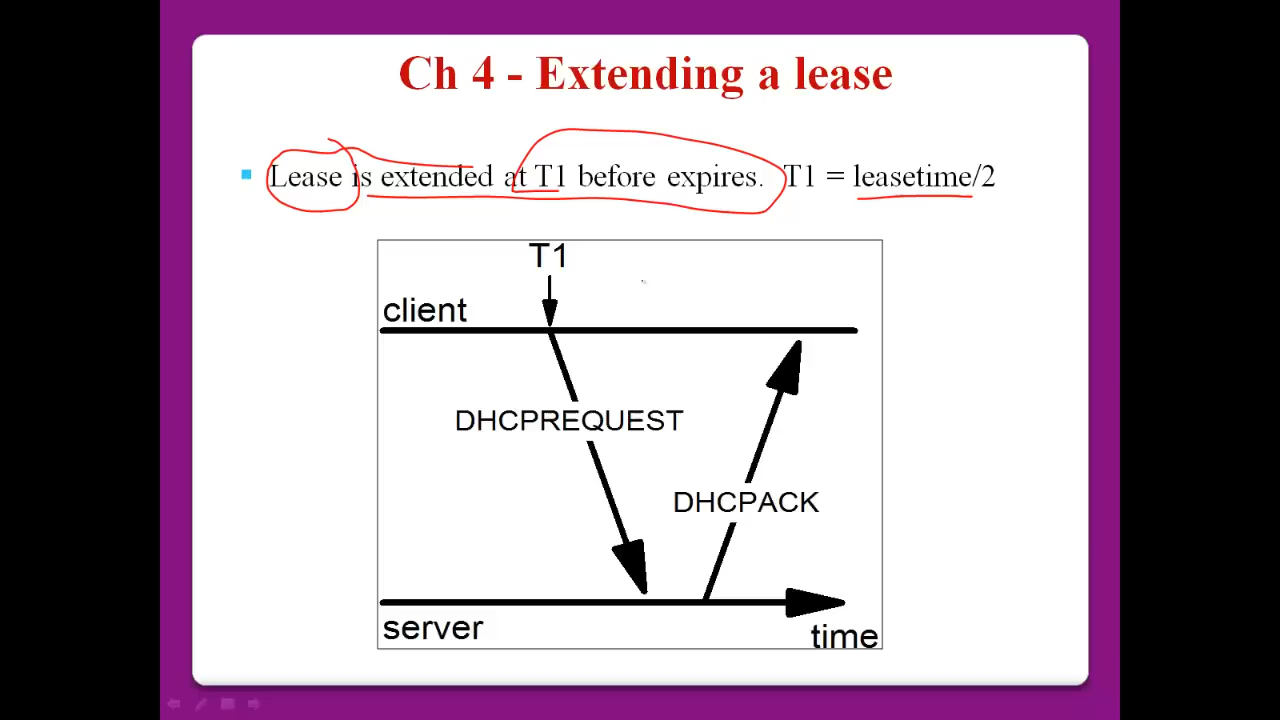 Ch 4 - Extending a lease
Lease is extended at T1 before expires. T1 = leasetime/2
T1
client
DHCPREQUEST
DHCPACK
server
time